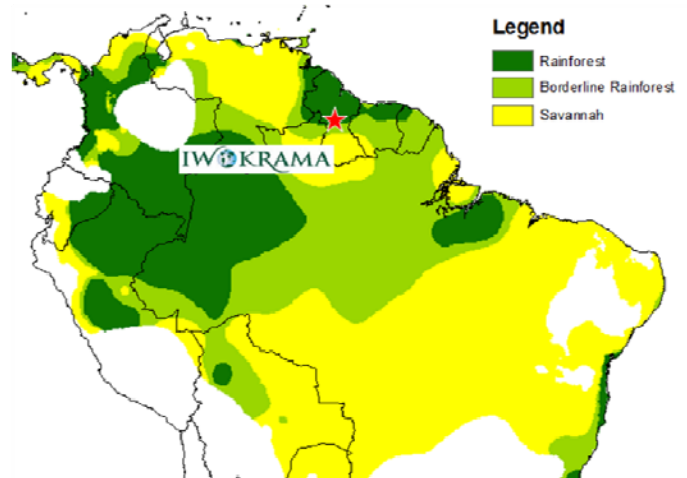 Legend
Rainforest
Borderline Rainforest
Savannah
IWOKRAMA